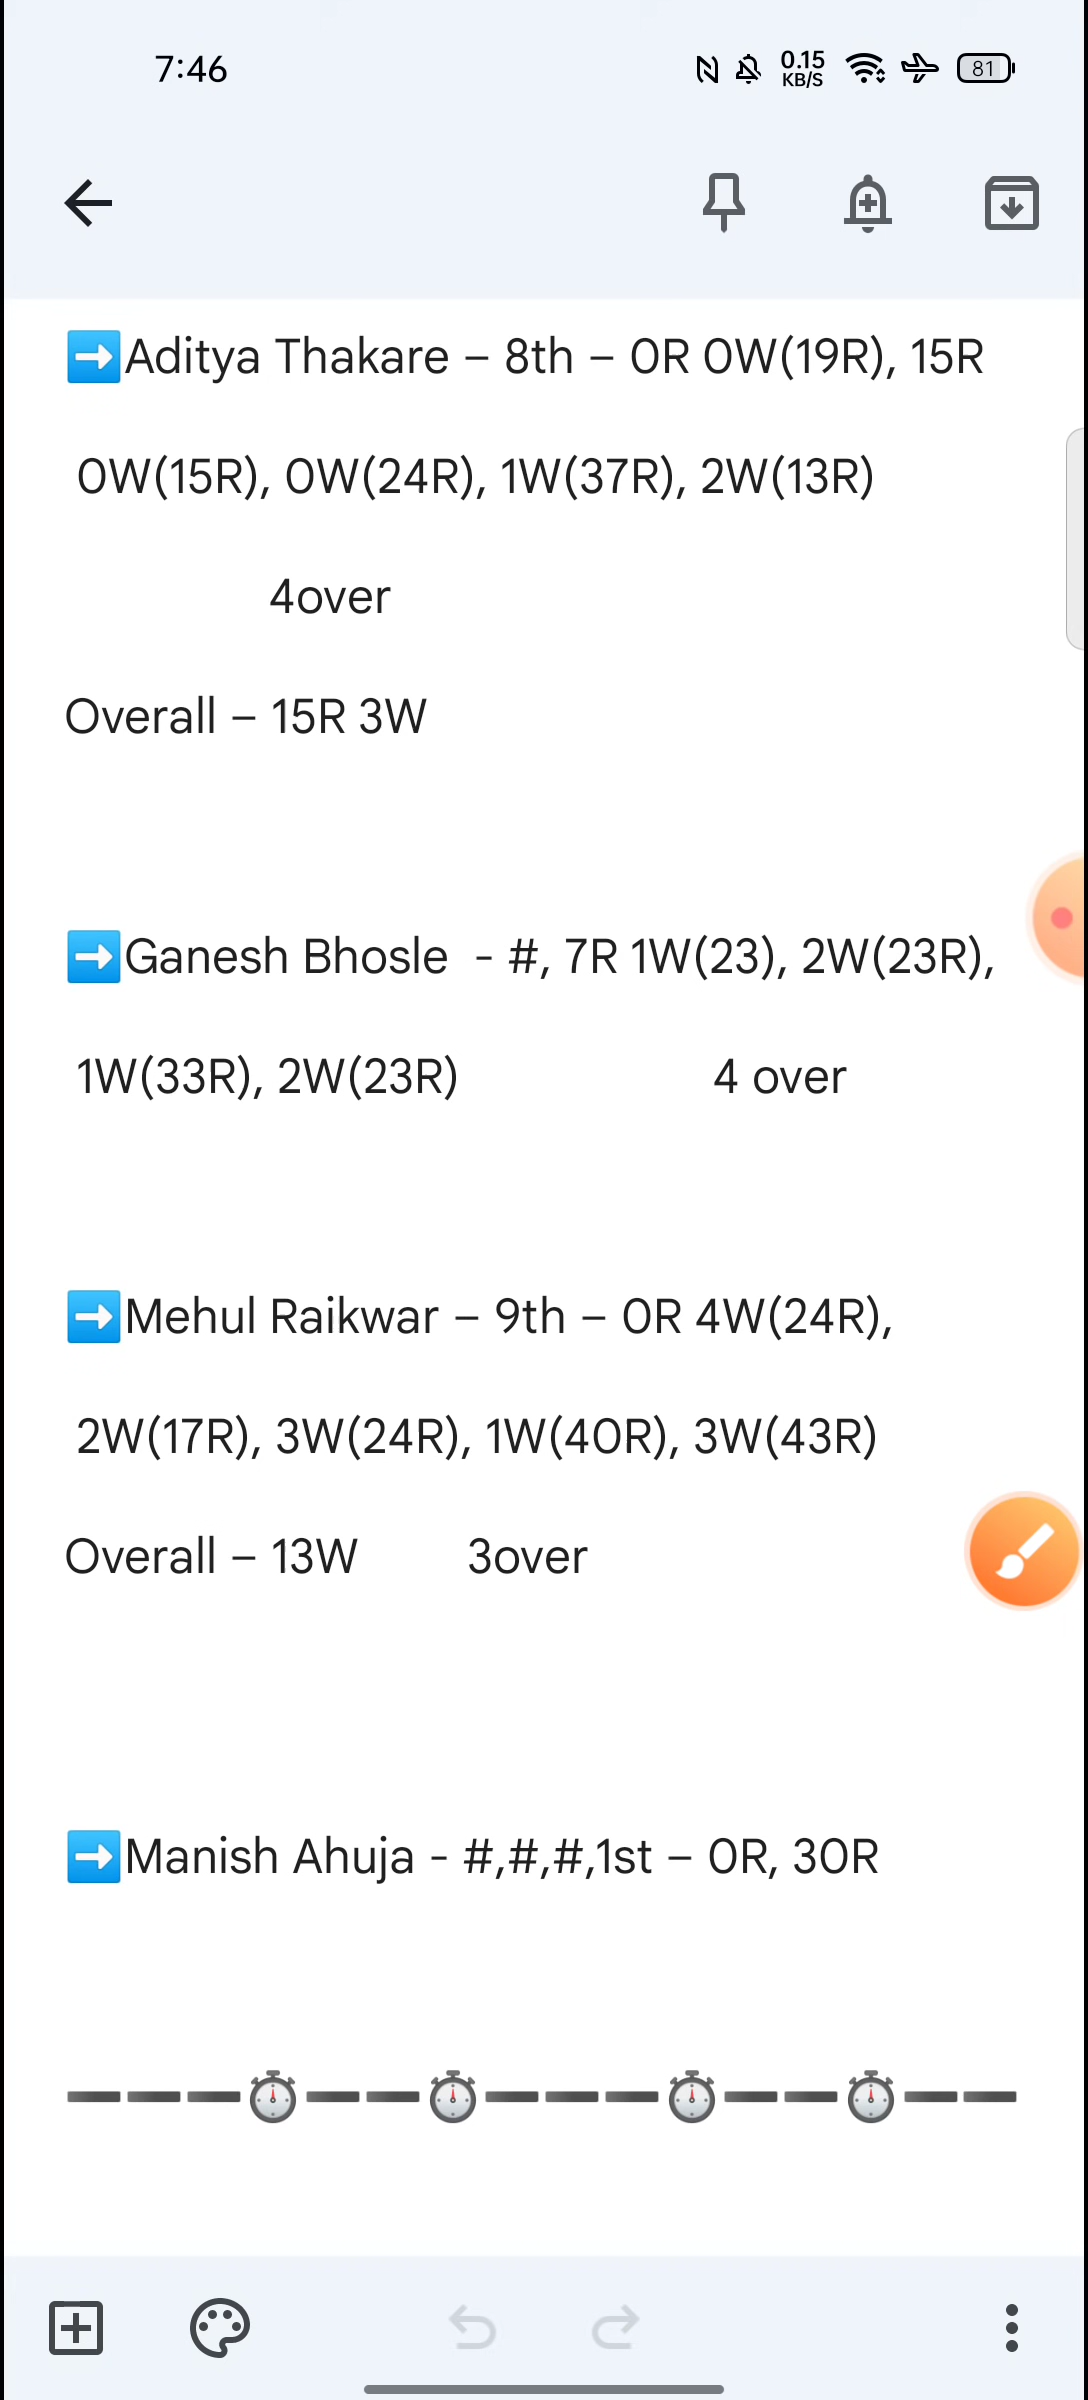 7:46
0.15
KB/S
81
➡️Aditya Thakare – 8th – 0R 0W(19R), 15R
0W(15R), 0W(24R), 1W(37R), 2W(13R)
4over
Overall – 15R 3W
➡️Ganesh Bhosle - #, 7R 1W(23), 2W(23R),
1W(33R), 2W(23R) 4 over
➡️Mehul Raikwar – 9th – 0R 4W(24R),
2W(17R), 3W(24R), 1W(40R), 3W(43R)
Overall – 13W 3over
➡️Manish Ahuja - #,#,#,1st – 0R, 30R